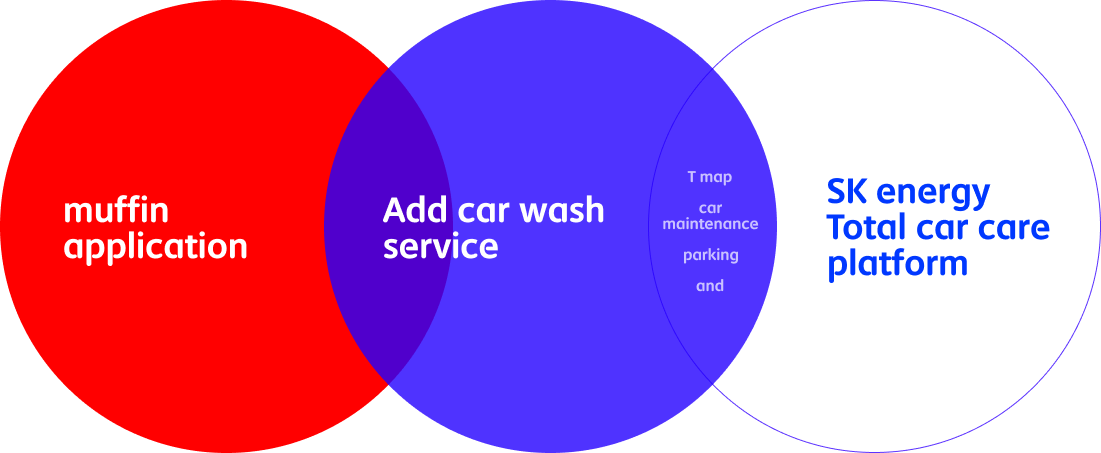 muffin
application
Add car wash
service
T map
car
maintenance
parking
and
SK energy
Total car care
platform